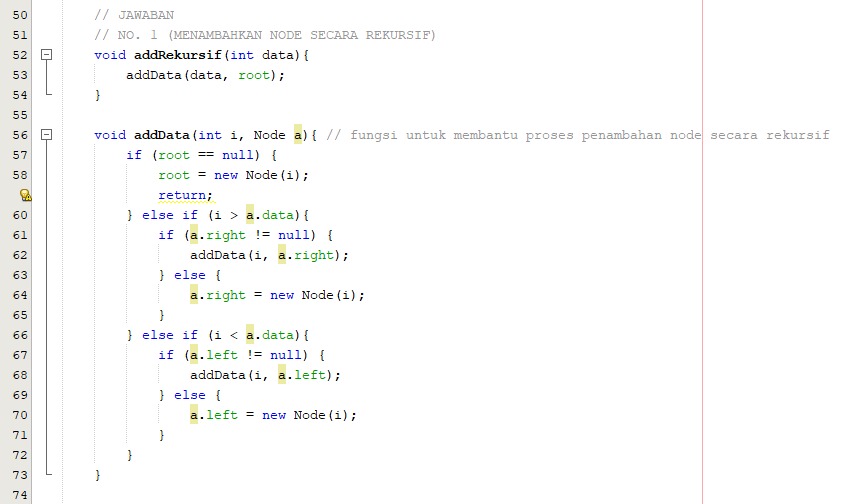 50 // JAWABAN
51 // NO. 1 (MENAMBAHKAN NODE SECARA REKURSIF)
52 void addRekursif(int data){
53 addData(data, root);
54 }
55
56 void addData(int i, Node a){ // fungsi untuk membantu proses penambahan node secara rekursif
57 if (root == null) {
58 root = new Node(i);
return;
60 } else if (i > a.data){
61 if (a.right != null) {
62 addData(i, a.right);
63 } else {
64 a.right = new Node(i);
65 }
66 } else if (i < a.data){
67 if (a.left != null) {
68 addData(i, a.left);
69 } else {
70 a.left = new Node(i);
71 }
72 }
73 }
74